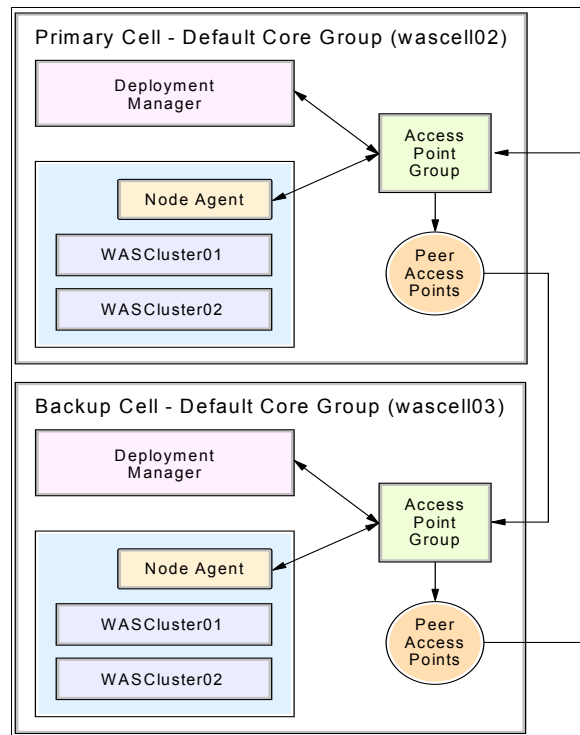 Primary Cell - Default Core Group (wascell02)
Deployment
Manager
Access
Point
Group
Node Agent
WASCluster01
WASCluster02
Peer
Access
Points
Backup Cell - Default Core Group (wascell03)
Deployment
Manager
Access
Point
Group
Node Agent
WASCluster01
WASCluster02
Peer
Access
Points